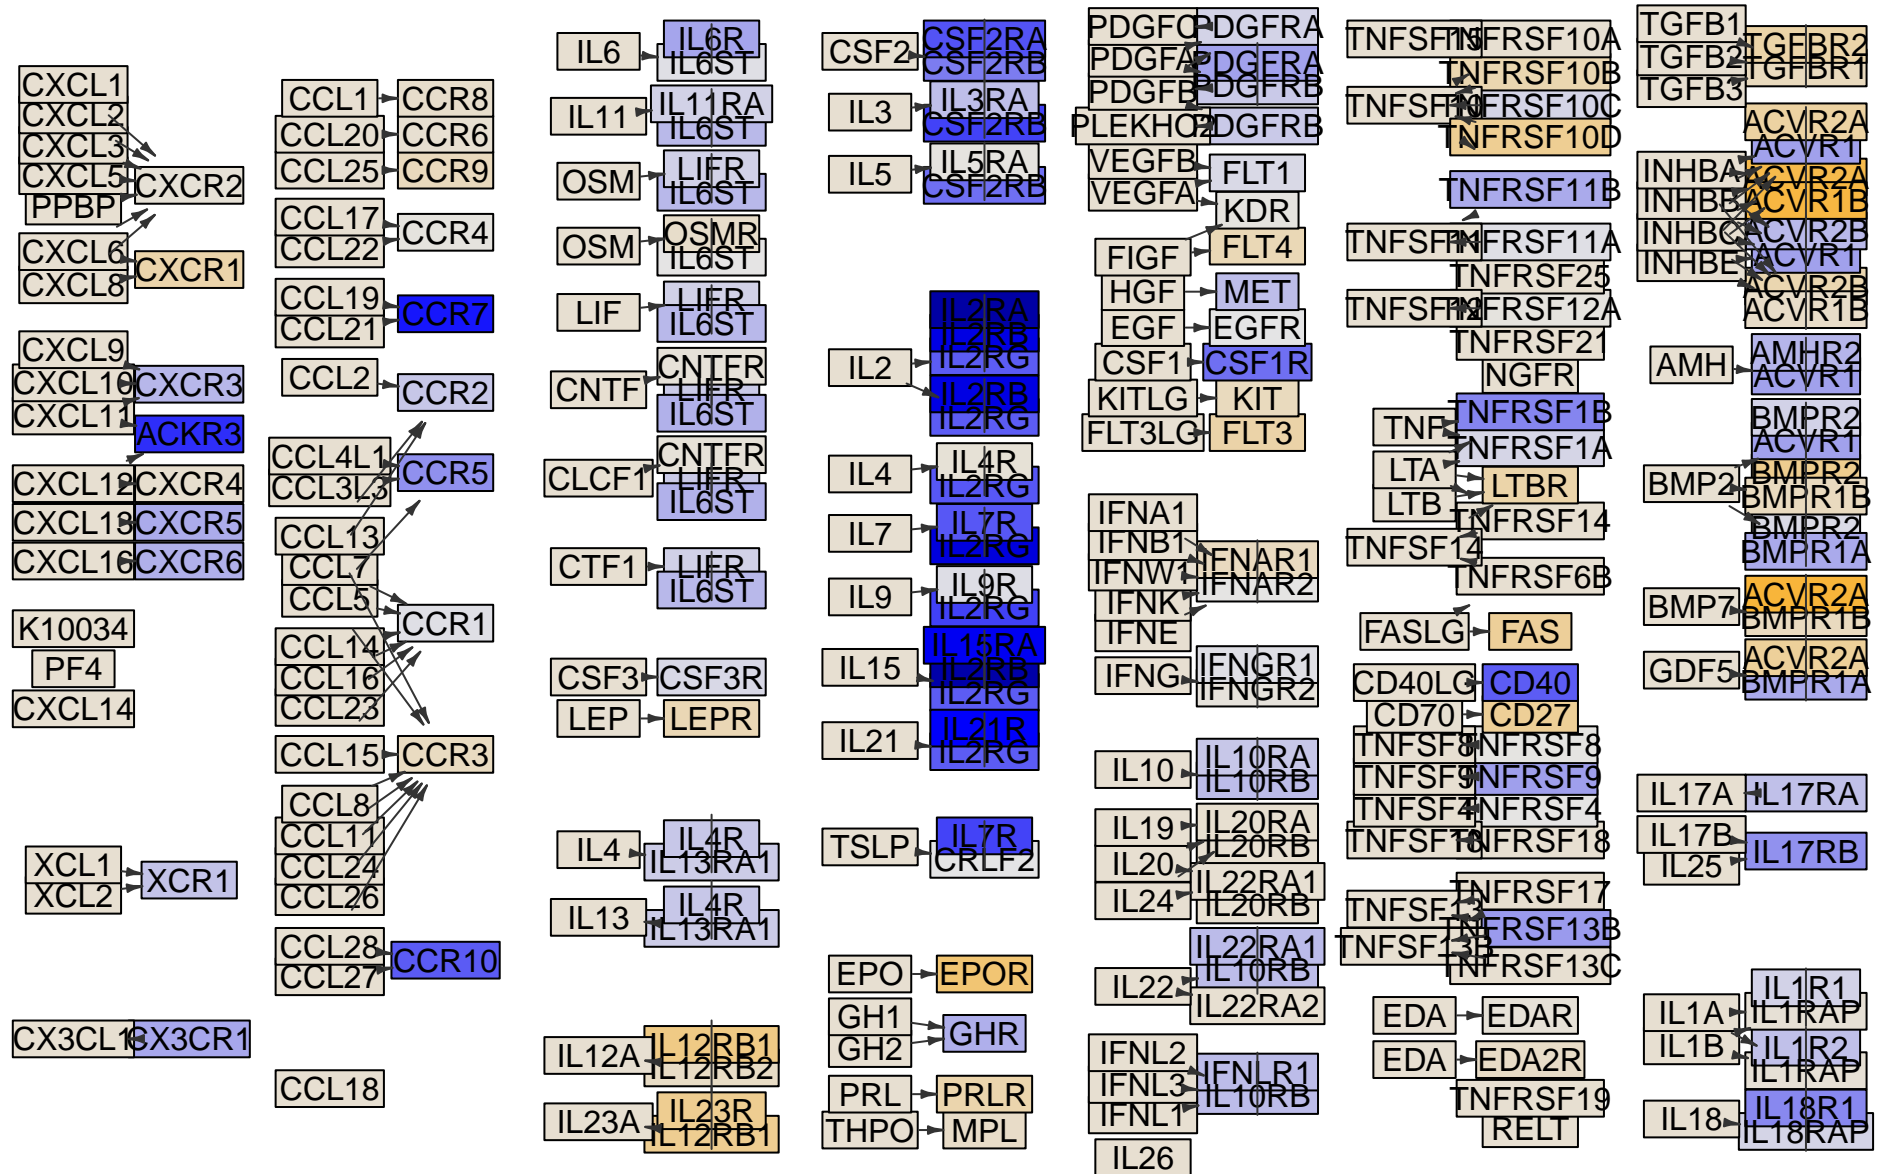 CXCL1
CXCL2
CXCL3
CXCL5
PPBP
CXCR2
CXCL6
CXCL8
CXCR1
CXCL9
CXCL10
CXCL11
CXCR3
ACKR3
CXCL12
CXCR4
CXCL13
CXCR5
CXCL16
CXCR6
K10034
PF4
CXCL14
XCL1
XCL2
XCR1
CX3CL1
CX3CR1
CCL1
CCR8
CCL20
CCR6
CCL25
CCR9
CCL17
CCL22
CCR4
CCL19
CCL21
CCR7
CCL2
CCR2
CCL4L1
CCL3L3
CCR5
CCL13
CCL7
CCL5
CCR1
CCL14
CCL16
CCL23
CCL15
CCR3
CCL8
CCL11
CCL24
CCL26
CCL28
CCL27
CCR10
CCL18
IL6
IL6R
IL6ST
IL11
IL11RA
IL6ST
OSM
LIFR
IL6ST
OSM
OSMR
IL6ST
LIF
LIFR
IL6ST
CNTF
CNTFR
LIFR
IL6ST
CLCF1
CNTFR
LIFR
IL6ST
CTF1
LIFR
IL6ST
CSF3
CSF3R
LEP
LEPR
IL4
IL4R
IL13RA1
IL13
IL4R
IL13RA1
IL12A
IL12RB1
IL12RB2
IL23A
IL23R
IL12RB1
CSF2
CSF2RA
CSF2RB
IL3
IL3RA
CSF2RB
IL5
IL5RA
CSF2RB
IL2
IL2RA
IL2RB
IL2RG
IL2RB
IL2RG
IL4
IL4R
IL2RG
IL7
IL7R
IL2RG
IL9
IL9R
IL2RG
IL15
IL15RA
IL2RB
IL2RG
IL21
IL21R
IL2RG
TSLP
IL7R
CRLF2
EPO
EPOR
GH1
GH2
GHR
PRL
PRLR
THPO
MPL
PDGFC
PDGFRA
PDGFA
PDGFRA
PDGFB
PDGFRB
PLEKHO2
PDGFRB
VEGFB
VEGFA
FLT1
KDR
FIGF
FLT4
HGF
MET
EGF
EGFR
CSF1
CSF1R
KITLG
KIT
FLT3LG
FLT3
IFNA1
IFNB1
IFNW1
IFNK
IFNE
IFNAR1
IFNAR2
IFNG
IFNGR1
IFNGR2
IL10
IL10RA
IL10RB
IL19
IL20RA
IL20RB
IL20
IL24
IL22RA1
IL20RB
IL22
IL22RA1
IL10RB
IL22RA2
IFNL2
IFNL3
IFNL1
IFNLR1
IL10RB
IL26
TNFSF15
TNFRSF10A
TNFRSF10B
TNFSF10
TNFRSF10C
TNFRSF10D
TNFRSF11B
TNFSF11
TNFRSF11A
TNFRSF25
TNFSF12
TNFRSF12A
TNFRSF21
NGFR
TNF
TNFRSF1B
TNFRSF1A
LTA
LTB
LTBR
TNFRSF14
TNFSF14
TNFRSF6B
FASLG
FAS
CD40LG
CD40
CD70
CD27
TNFSF8
TNFRSF8
TNFSF9
TNFRSF9
TNFSF4
TNFRSF4
TNFSF18
TNFRSF18
TNFRSF17
TNFSF13
TNFRSF13B
TNFSF13B
TNFRSF13C
EDA
EDAR
EDA
EDA2R
TNFRSF19
RELT
TGFB1
TGFB2
TGFB3
TGFBR2
TGFBR1
ACVR2A
ACVR1
INHBA
ACVR2A
INHBB
ACVR1B
INHBC
ACVR2B
ACVR1
INHBE
ACVR2B
ACVR1B
AMH
AMHR2
ACVR1
BMPR2
ACVR1
BMP2
BMPR2
BMPR1B
BMPR2
BMPR1A
BMP7
ACVR2A
BMPR1B
GDF5
ACVR2A
BMPR1A
IL17A
IL17RA
IL17B
IL25
IL17RB
IL1A
IL1R1
IL1RAP
IL1B
IL1R2
IL1RAP
IL18
IL18R1
IL18RAP